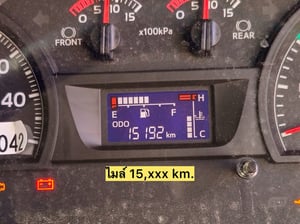 0 5 10 15 0 5 10 15
FRONT x100kPa REAR
E F H
ODO
15192 km L C
40
042
ไมล์ 15,xxx km.